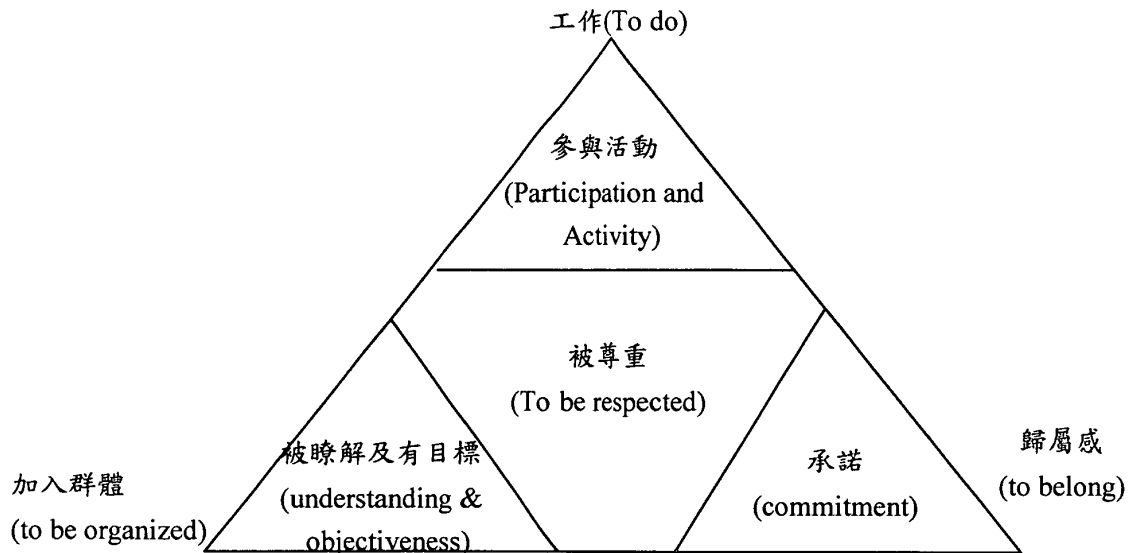 工作(To do)
參與活動
(Participation and
Activity)
被尊重
(To be respected)
被瞭解及有目標
(understanding &
objectiveness)
承諾
(commitment)
加入群體
(to be organized)
歸屬感
(to belong)